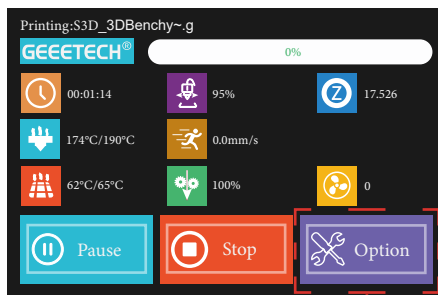 Printing:S3D_3DBenchy~.g
GEEETECH®
0%
00:01:14
95%
Z
17.526
174°C/190°C
0.0mm/s
62°C/65°C
100%
0
Pause
Stop
Option